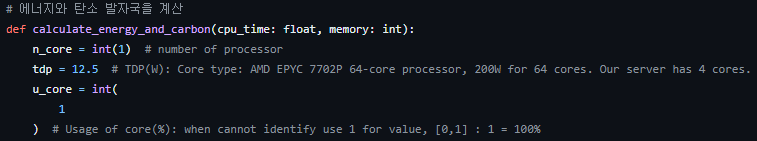 # 에너지와 탄소 발자국을 계산
def calculate_energy_and_carbon(cpu_time: float, memory: int):
    n_core = int(1)  # number of processor
    tdp = 12.5  # TDP(W): Core type: AMD EPYC 7702P 64-core processor, 200W for 64 cores. Our server has 4 cores.
    u_core = int(
        1
    )  # Usage of core(%): when cannot identify use 1 for value, [0,1] : 1 = 100%